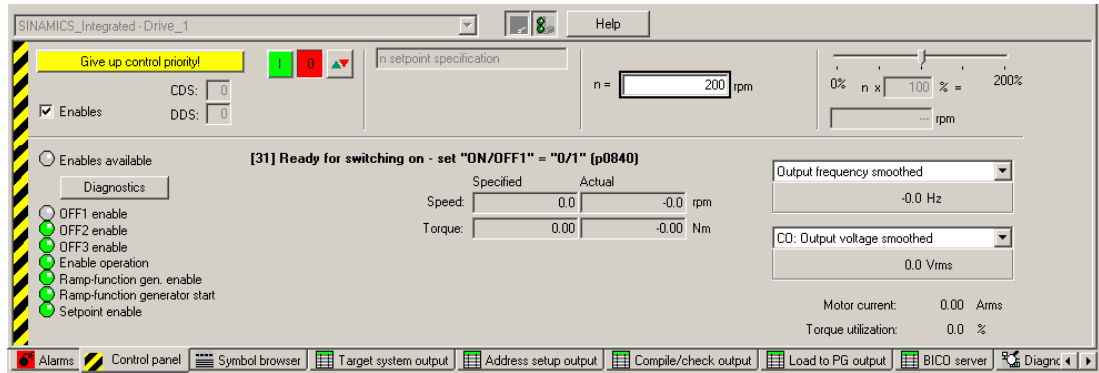 SINAMICS_Integrated - Drive_1
Help
Give up control priority!
I
0
n setpoint specification
CDS: 0
Enables
DDS: 0
n = 200 rpm
0% n x 100 % = 200%
--- rpm
Enables available
[31] Ready for switching on - set "ON/OFF1" = "0/1" (p0840)
Diagnostics
Specified Actual
Speed: 0.0 -0.0 rpm
Torque: 0.00 -0.00 Nm
OFF1 enable
OFF2 enable
OFF3 enable
Enable operation
Ramp-function gen. enable
Ramp-function generator start
Setpoint enable
Output frequency smoothed
-0.0 Hz
CO: Output voltage smoothed
0.0 Vrms
Motor current: 0.00 Arms
Torque utilization: 0.0 %
Alarms Control panel Symbol browser Target system output Address setup output Compile/check output Load to PG output BICO server Diagnc